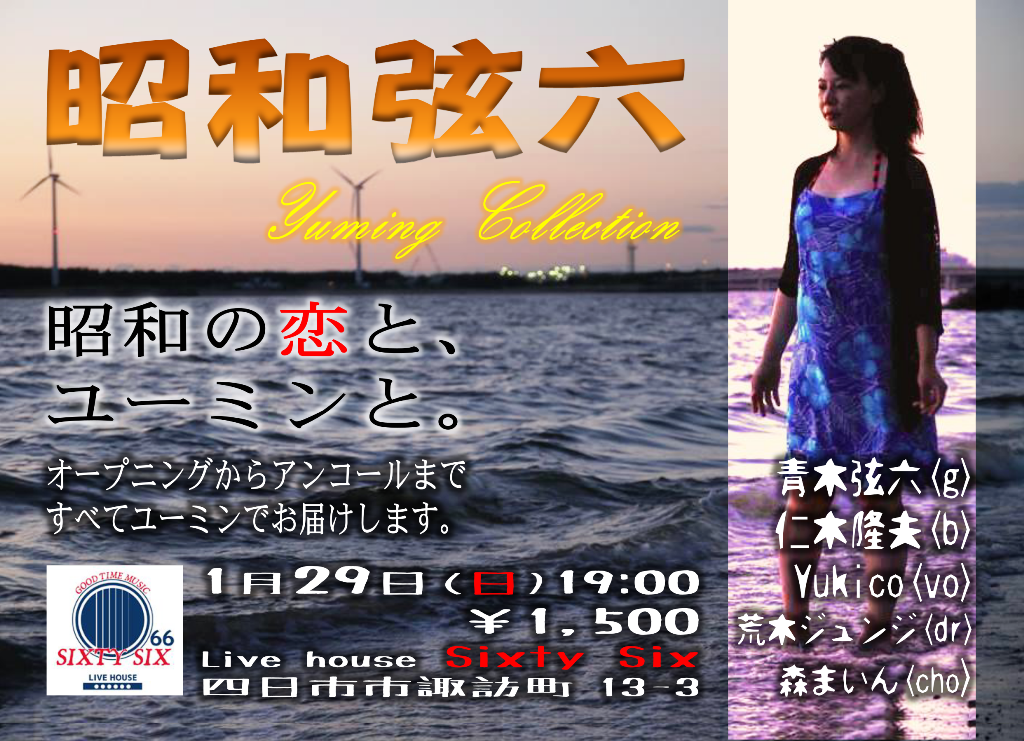 昭和弦六
Yuming Collection
昭和の恋と、
ユーミンと。
オープニングからアンコールまで
すべてユーミンでお届けします。
GOOD TIME MUSIC
66
SIXTY SIX
LIVE HOUSE
1月29日(日)19:00
¥1,500
Live house Sixty Six
四日市市諏訪町 13-3
青木弦六〈g〉
仁木隆夫〈b〉
Yukico〈vo〉
荒木ジュンジ〈dr〉
森まいん〈cho〉